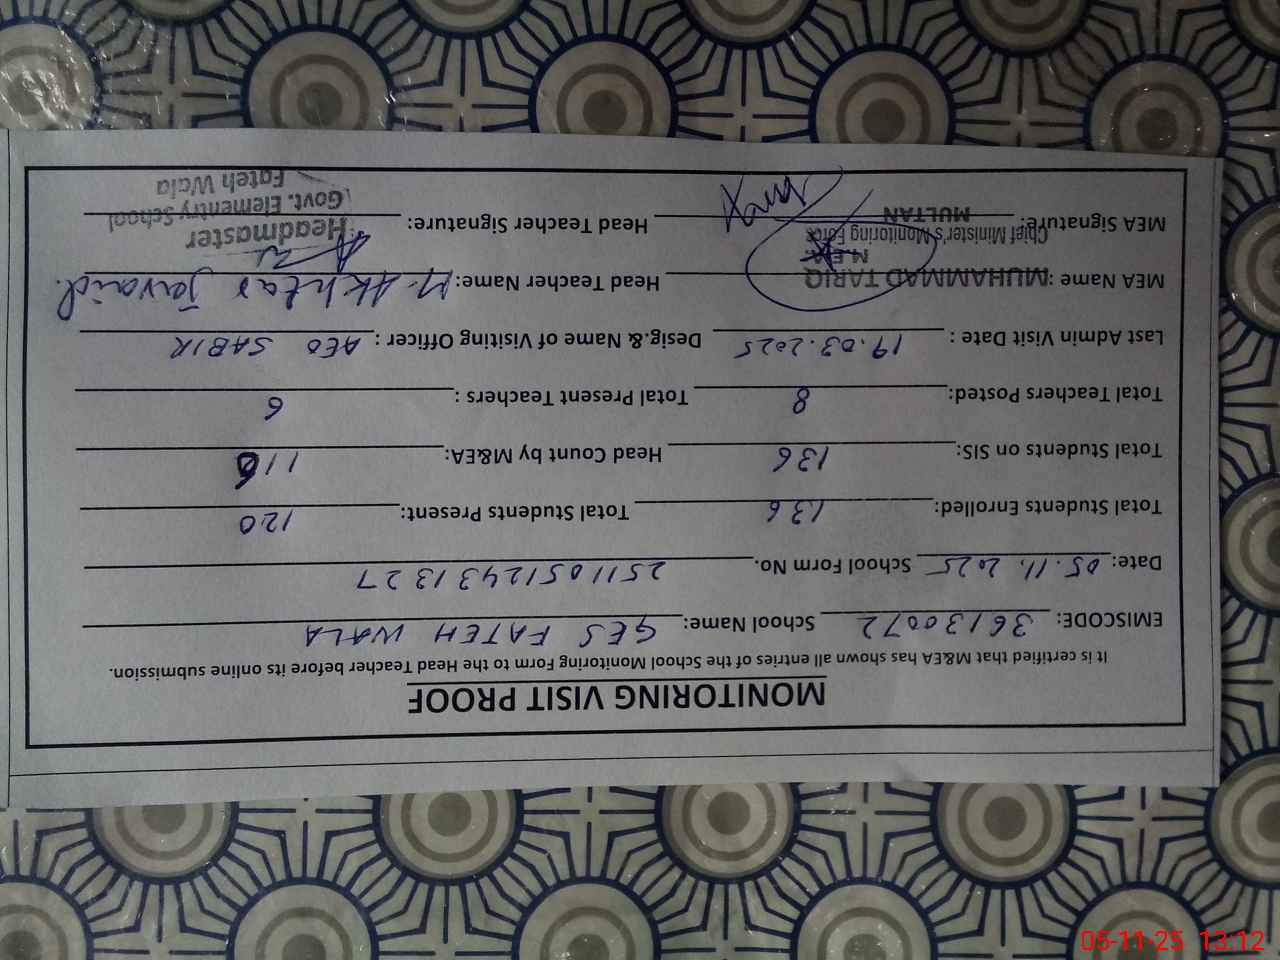 MONITORING VISIT PROOF
It is certified that M&EA has shown all entries of the School Monitoring Form to the Head Teacher before its online submission.
EMISCODE: 36130072 School Name: GES FATEH WALA
Date: 05.11.2025 School Form No. 25110512431327
Total Students Enrolled: 136 Total Students Present: 120
Total Students on SIS: 136 Head Count by M&EA: 116
Total Teachers Posted: 8 Total Present Teachers : 6
Last Admin Visit Date : 19.03.2025 Desig.& Name of Visiting Officer : AEO SABIR
MEA Name : MUHAMMAD TARIQ Head Teacher Name: M. Akhtar Javaid.
M.E.A
Chief Minister's Monitoring Force
MULTAN
MEA Signature: Head Teacher Signature:
Headmaster
Govt. Elementry School
Fateh Wala
05-11-25 13:12